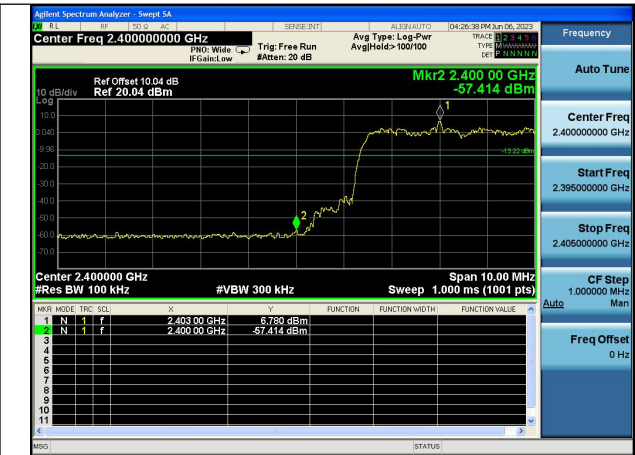 Agilent Spectrum Analyzer - Swept SA
RL RF 50 Ω AC SENSE:INT ALIGN AUTO 04:26:38 PM Jun 06, 2023
Center Freq 2.400000000 GHz
PNO: Wide
IFGain:Low
Trig: Free Run
#Atten: 20 dB
Avg Type: Log-Pwr
Avg|Hold:> 100/100
TRACE 1 2 3 4 5 6
TYPE M
DET P N N N N N
Ref Offset 10.04 dB
Ref 20.04 dBm
10 dB/div
Log
Mkr2 2.400 00 GHz
-57.414 dBm
10.0
0.040
-9.96
-20.0
-30.0
-40.0
-50.0
-60.0
-70.0
1
2
-13.22 dBm
Center 2.400000 GHz
Span 10.00 MHz
#Res BW 100 kHz
#VBW 300 kHz
Sweep 1.000 ms (1001 pts)
MKR MODE TRC SCL X Y FUNCTION FUNCTION WIDTH FUNCTION VALUE
1 N 1 f 2.403 00 GHz 6.780 dBm
2 N 1 f 2.400 00 GHz -57.414 dBm
3
4
5
6
7
8
9
10
11
MSG
STATUS
Frequency
Auto Tune
Center Freq
2.400000000 GHz
Start Freq
2.395000000 GHz
Stop Freq
2.405000000 GHz
CF Step
1.000000 MHz
Auto Man
Freq Offset
0 Hz